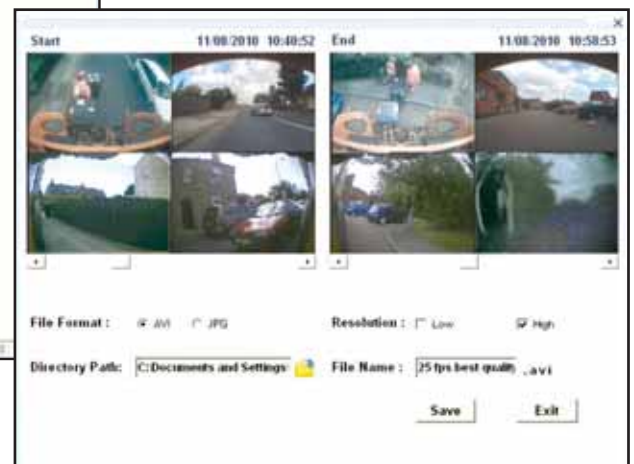 Start 11/08/2010 10:40:52 End 11/08/2010 10:58:53
File Format : AVI JPG Resolution : Low High
Directory Path: C:Documents and Settings File Name : 25 fps best quality .avi
Save Exit